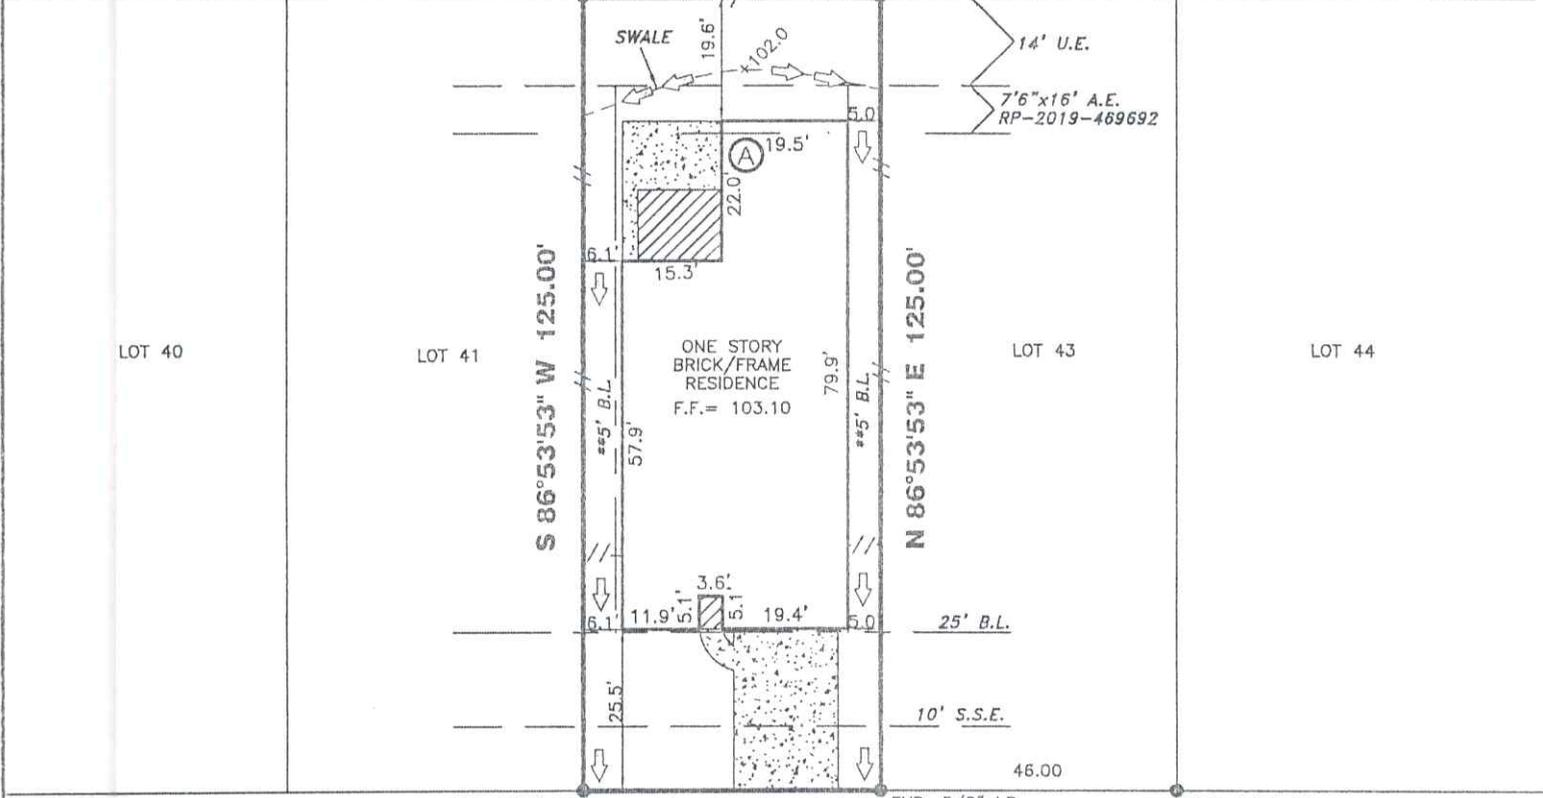 19.6'
SWALE
×102.0
14' U.E.
7'6"x16' A.E.
RP-2019-469692
5.0
A
19.5'
22.0'
6.1'
15.3'
S 86°53'53" W 125.00'
N 86°53'53" E 125.00'
LOT 40
LOT 41
ONE STORY
BRICK/FRAME
RESIDENCE
F.F.= 103.10
79.9'
LOT 43
LOT 44
**5' B.L.
57.9'
**5' B.L.
3.6'
6.1'
11.9'
5.1'
5.1
19.4'
5.0
25' B.L.
25.5'
10' S.S.E.
46.00